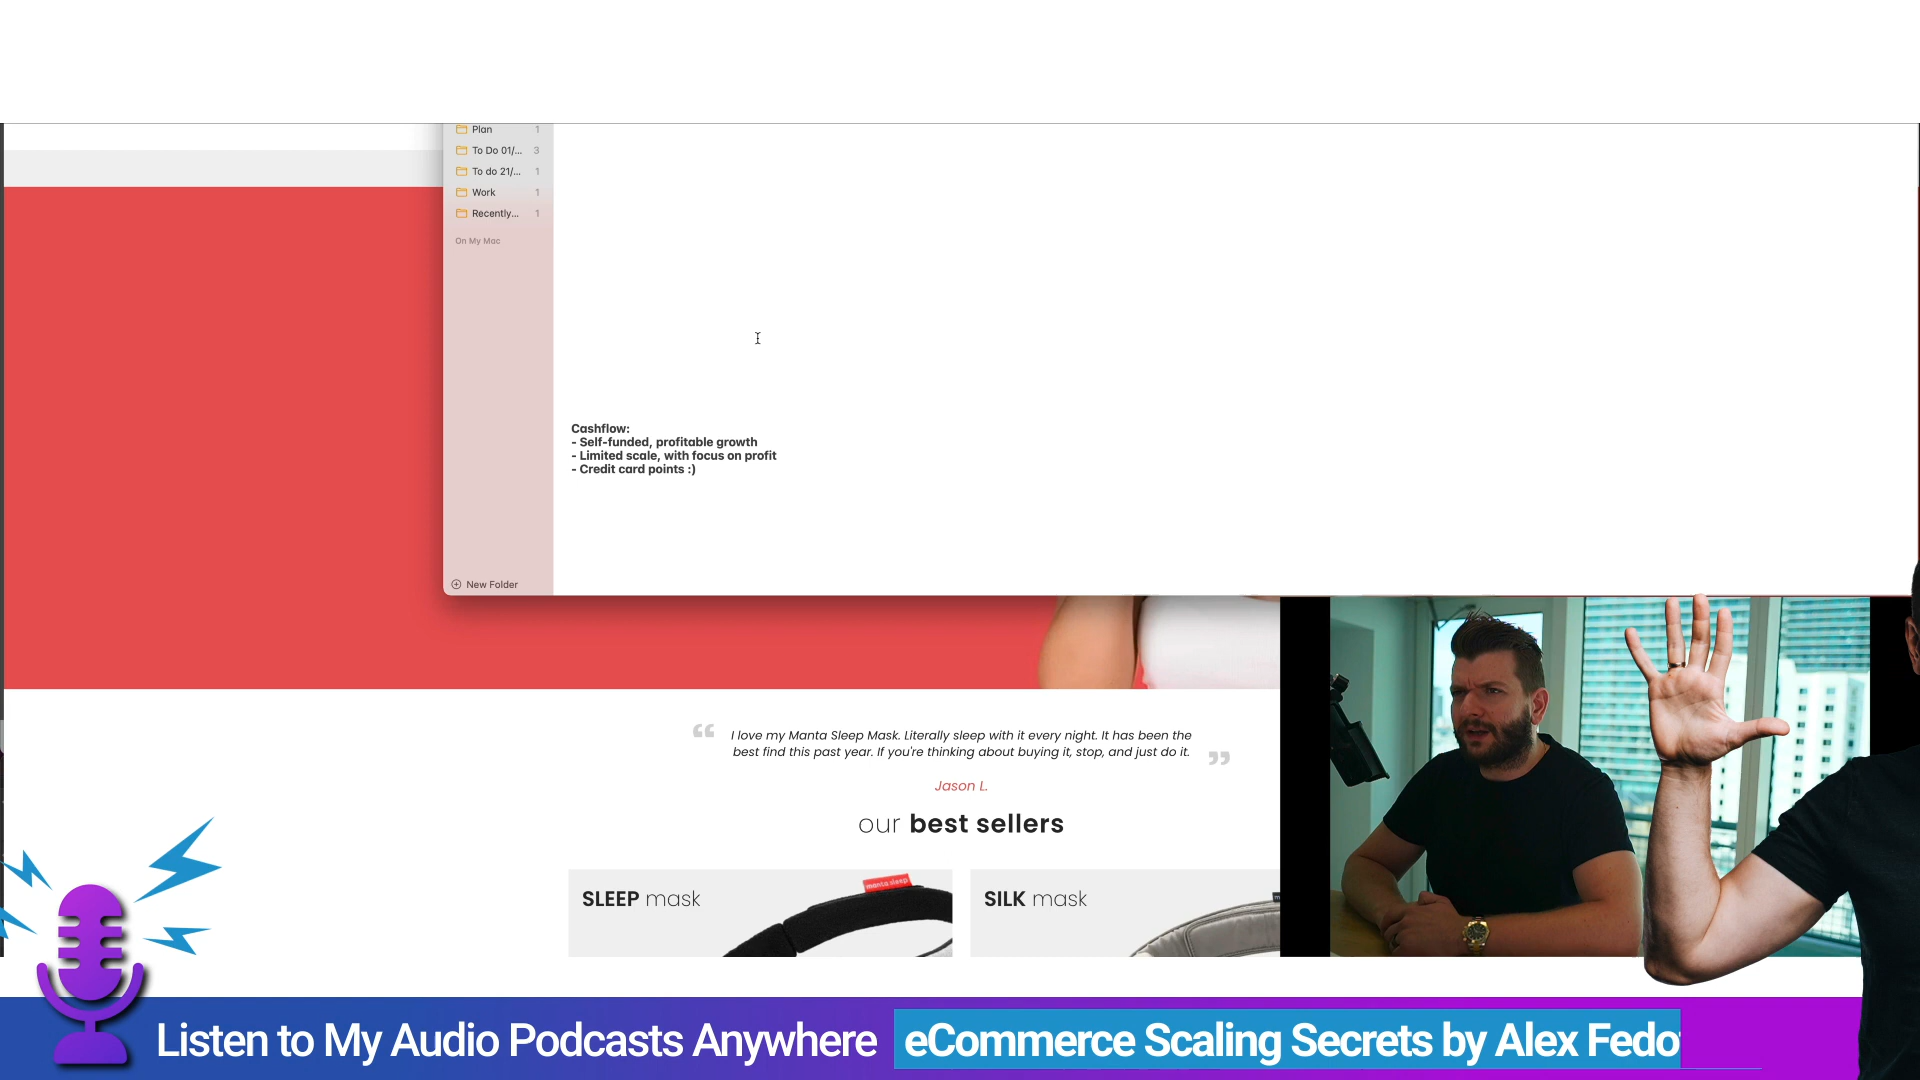 Plan 1
To Do 01/... 3
To do 21/... 1
Work 1
Recently... 1
On My Mac
Cashflow:
- Self-funded, profitable growth
- Limited scale, with focus on profit
- Credit card points :)
New Folder
“ I love my Manta Sleep Mask. Literally sleep with it every night. It has been the
best find this past year. If you're thinking about buying it, stop, and just do it. ”
Jason L.
our best sellers
SLEEP mask
manta sleep
SILK mask
Listen to My Audio Podcasts Anywhere eCommerce Scaling Secrets by Alex Fedo